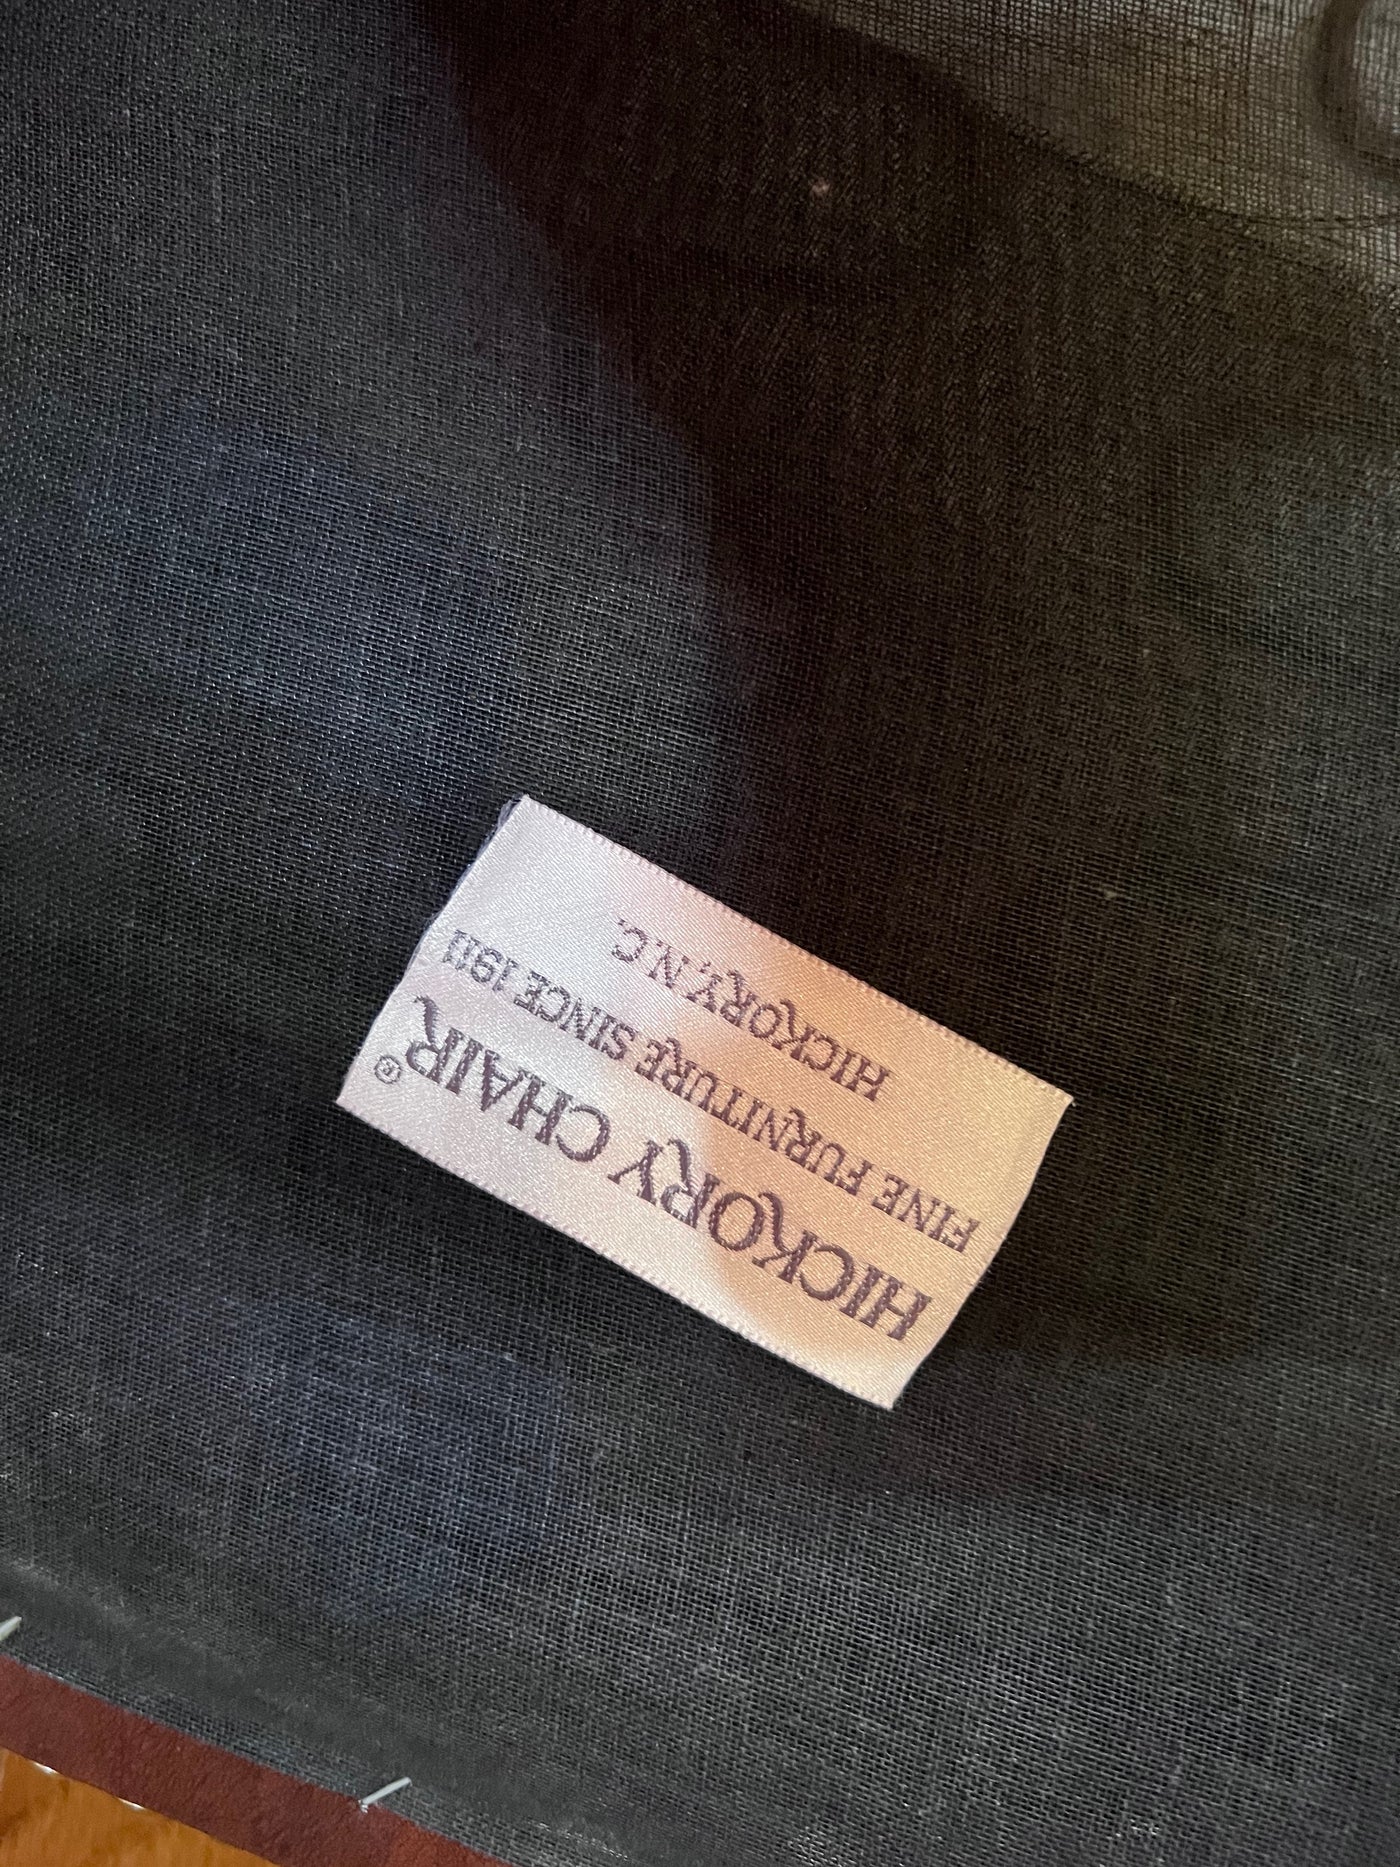 HICKORY CHAIR®
FINE FURNITURE SINCE 1911
HICKORY, N.C.